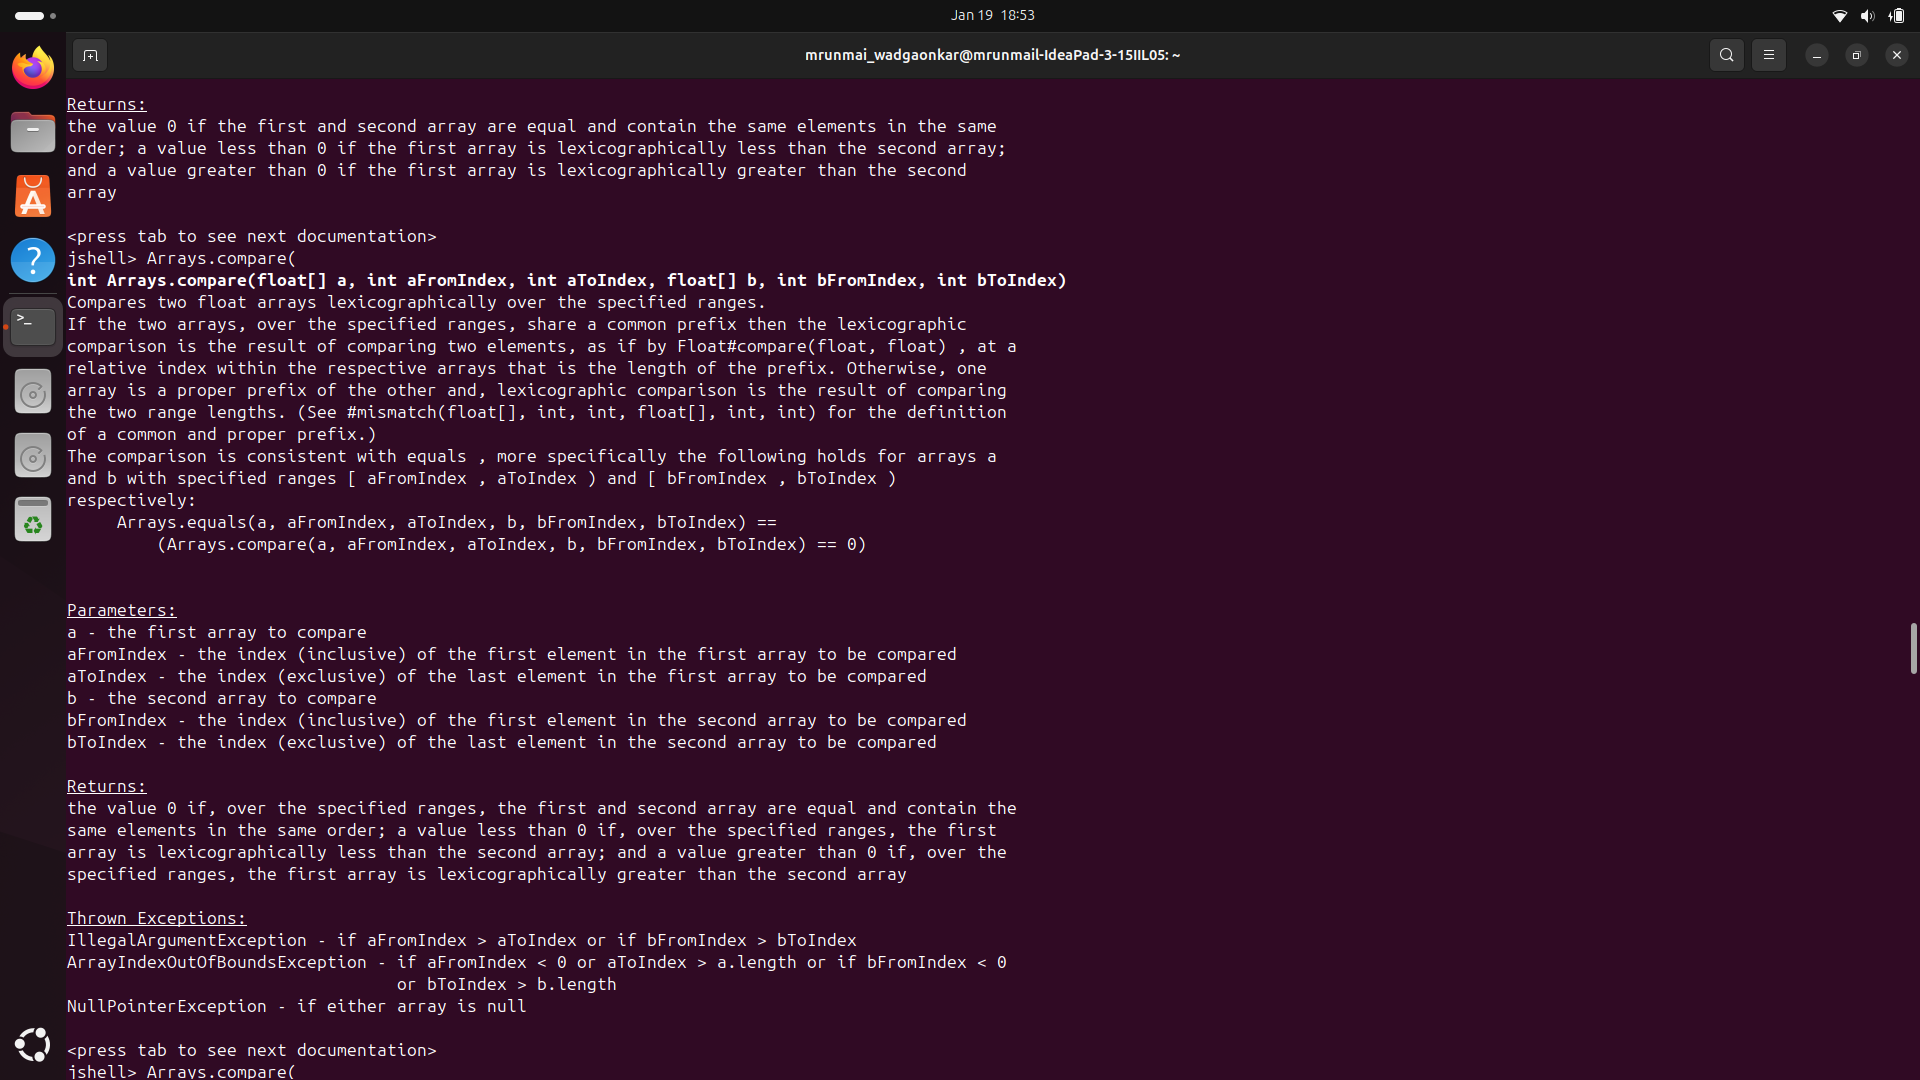 Jan 19 18:53
mrunmai_wadgaonkar@mrunmail-IdeaPad-3-15IIL05: ~
Returns:
the value 0 if the first and second array are equal and contain the same elements in the same
order; a value less than 0 if the first array is lexicographically less than the second array;
and a value greater than 0 if the first array is lexicographically greater than the second
array
<press tab to see next documentation>
jshell> Arrays.compare(
int Arrays.compare(float[] a, int aFromIndex, int aToIndex, float[] b, int bFromIndex, int bToIndex)
Compares two float arrays lexicographically over the specified ranges.
If the two arrays, over the specified ranges, share a common prefix then the lexicographic
comparison is the result of comparing two elements, as if by Float#compare(float, float) , at a
relative index within the respective arrays that is the length of the prefix. Otherwise, one
array is a proper prefix of the other and, lexicographic comparison is the result of comparing
the two range lengths. (See #mismatch(float[], int, int, float[], int, int) for the definition
of a common and proper prefix.)
The comparison is consistent with equals , more specifically the following holds for arrays a
and b with specified ranges [ aFromIndex , aToIndex ) and [ bFromIndex , bToIndex )
respectively:
Arrays.equals(a, aFromIndex, aToIndex, b, bFromIndex, bToIndex) ==
(Arrays.compare(a, aFromIndex, aToIndex, b, bFromIndex, bToIndex) == 0)
Parameters:
a - the first array to compare
aFromIndex - the index (inclusive) of the first element in the first array to be compared
aToIndex - the index (exclusive) of the last element in the first array to be compared
b - the second array to compare
bFromIndex - the index (inclusive) of the first element in the second array to be compared
bToIndex - the index (exclusive) of the last element in the second array to be compared
Returns:
the value 0 if, over the specified ranges, the first and second array are equal and contain the
same elements in the same order; a value less than 0 if, over the specified ranges, the first
array is lexicographically less than the second array; and a value greater than 0 if, over the
specified ranges, the first array is lexicographically greater than the second array
Thrown Exceptions:
IllegalArgumentException - if aFromIndex > aToIndex or if bFromIndex > bToIndex
ArrayIndexOutOfBoundsException - if aFromIndex < 0 or aToIndex > a.length or if bFromIndex < 0
or bToIndex > b.length
NullPointerException - if either array is null
<press tab to see next documentation>
jshell> Arrays.compare(